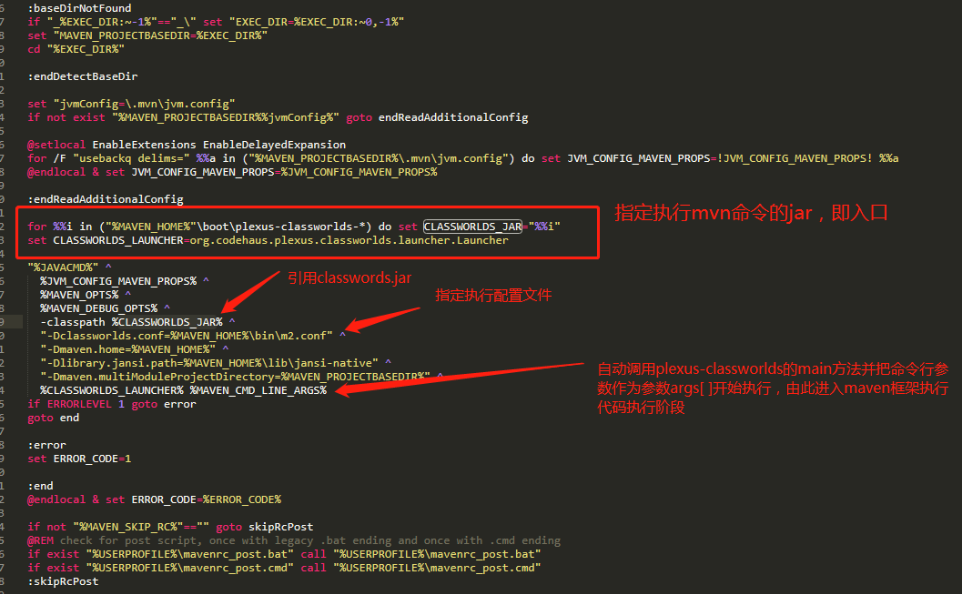 :baseDirNotFound
if "_%EXEC_DIR:~-1%"=="_\" set "EXEC_DIR=%EXEC_DIR:~0,-1%"
set "MAVEN_PROJECTBASEDIR=%EXEC_DIR%"
cd "%EXEC_DIR%"
:endDetectBaseDir
set "jvmConfig=\.mvn\jvm.config"
if not exist "%MAVEN_PROJECTBASEDIR%%jvmConfig%" goto endReadAdditionalConfig
@setlocal EnableExtensions EnableDelayedExpansion
for /F "usebackq delims=" %%a in ("%MAVEN_PROJECTBASEDIR%\.mvn\jvm.config") do set JVM_CONFIG_MAVEN_PROPS=!JVM_CONFIG_MAVEN_PROPS! %%a
@endlocal & set JVM_CONFIG_MAVEN_PROPS=%JVM_CONFIG_MAVEN_PROPS%
:endReadAdditionalConfig
for %%i in ("%MAVEN_HOME%"\boot\plexus-classworlds-*) do set CLASSWORLDS_JAR="%%i"
指定执行mvn命令的jar，即入口
set CLASSWORLDS_LAUNCHER=org.codehaus.plexus.classworlds.launcher.Launcher
"%JAVACMD%" ^
引用classwords.jar
%JVM_CONFIG_MAVEN_PROPS% ^
%MAVEN_OPTS% ^
指定执行配置文件
%MAVEN_DEBUG_OPTS% ^
-classpath %CLASSWORLDS_JAR% ^
"-Dclassworlds.conf=%MAVEN_HOME%\bin\m2.conf" ^
"-Dmaven.home=%MAVEN_HOME%" ^
"-Dlibrary.jansi.path=%MAVEN_HOME%\lib\jansi-native" ^
"-Dmaven.multiModuleProjectDirectory=%MAVEN_PROJECTBASEDIR%" ^
%CLASSWORLDS_LAUNCHER% %MAVEN_CMD_LINE_ARGS%
自动调用plexus-classworlds的main方法并把命令行参
数作为参数args[ ]开始执行，由此进入maven框架执行
代码执行阶段
if ERRORLEVEL 1 goto error
goto end
:error
set ERROR_CODE=1
:end
@endlocal & set ERROR_CODE=%ERROR_CODE%
if not "%MAVEN_SKIP_RC%"=="" goto skipRcPost
@REM check for post script, once with legacy .bat ending and once with .cmd ending
if exist "%USERPROFILE%\mavenrc_post.bat" call "%USERPROFILE%\mavenrc_post.bat"
if exist "%USERPROFILE%\mavenrc_post.cmd" call "%USERPROFILE%\mavenrc_post.cmd"
:skipRcPost